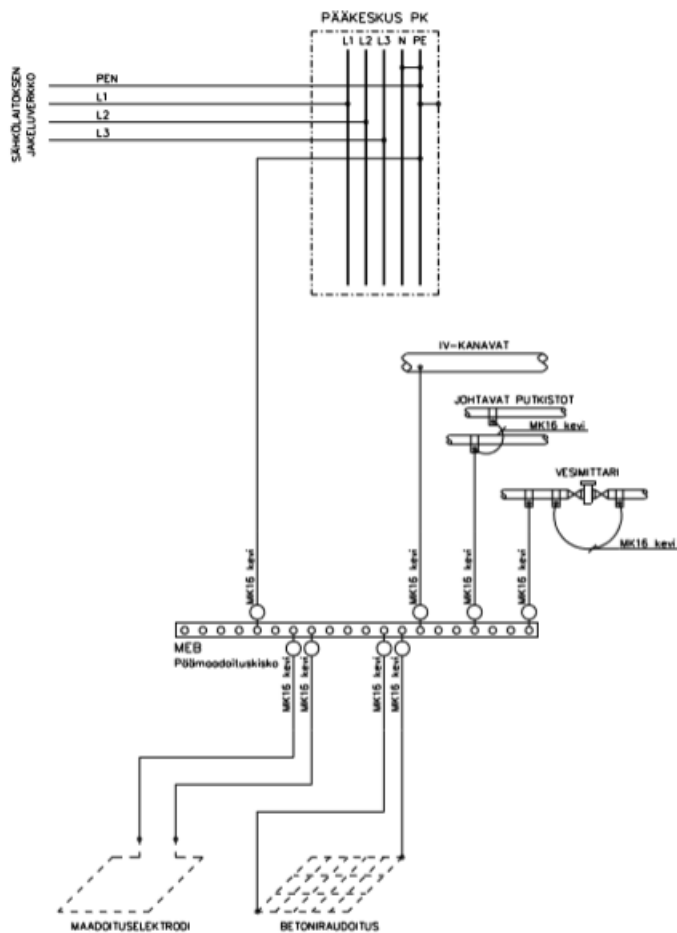 PÄÄKESKUS PK
L1 L2 L3 N PE
SÄHKÖLAITOKSEN
JAKELUVERKKO
PEN
L1
L2
L3
IV-KANAVAT
JOHTAVAT PUTKISTOT
MK16 kevi
VESIMITTARI
MK16 kevi
MK16 kevi
MK16 kevi
MK16 kevi
MK16 kevi
MEB
Päämaadoituskisko
MK16 kevi
MK16 kevi
MK16 kevi
MK16 kevi
MAADOITUSELEKTRODI
BETONIRAUDOITUS